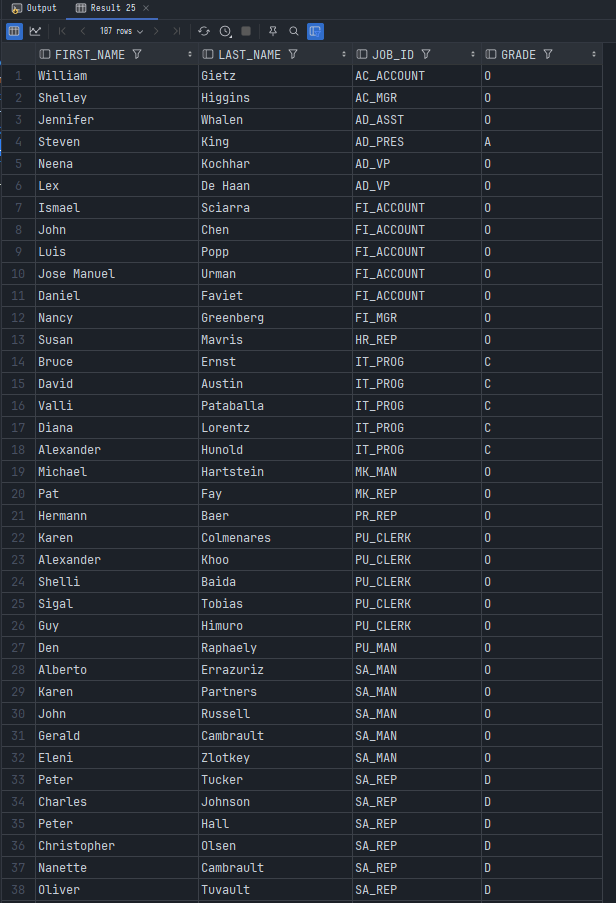 Output Result 25
107 rows
FIRST_NAME LAST_NAME JOB_ID GRADE
1 William Gietz AC_ACCOUNT O
2 Shelley Higgins AC_MGR O
3 Jennifer Whalen AD_ASST O
4 Steven King AD_PRES A
5 Neena Kochhar AD_VP O
6 Lex De Haan AD_VP O
7 Ismael Sciarra FI_ACCOUNT O
8 John Chen FI_ACCOUNT O
9 Luis Popp FI_ACCOUNT O
10 Jose Manuel Urman FI_ACCOUNT O
11 Daniel Faviet FI_ACCOUNT O
12 Nancy Greenberg FI_MGR O
13 Susan Mavris HR_REP O
14 Bruce Ernst IT_PROG C
15 David Austin IT_PROG C
16 Valli Pataballa IT_PROG C
17 Diana Lorentz IT_PROG C
18 Alexander Hunold IT_PROG C
19 Michael Hartstein MK_MAN O
20 Pat Fay MK_REP O
21 Hermann Baer PR_REP O
22 Karen Colmenares PU_CLERK O
23 Alexander Khoo PU_CLERK O
24 Shelli Baida PU_CLERK O
25 Sigal Tobias PU_CLERK O
26 Guy Himuro PU_CLERK O
27 Den Raphaely PU_MAN O
28 Alberto Errazuriz SA_MAN O
29 Karen Partners SA_MAN O
30 John Russell SA_MAN O
31 Gerald Cambrault SA_MAN O
32 Eleni Zlotkey SA_MAN O
33 Peter Tucker SA_REP D
34 Charles Johnson SA_REP D
35 Peter Hall SA_REP D
36 Christopher Olsen SA_REP D
37 Nanette Cambrault SA_REP D
38 Oliver Tuvault SA_REP D